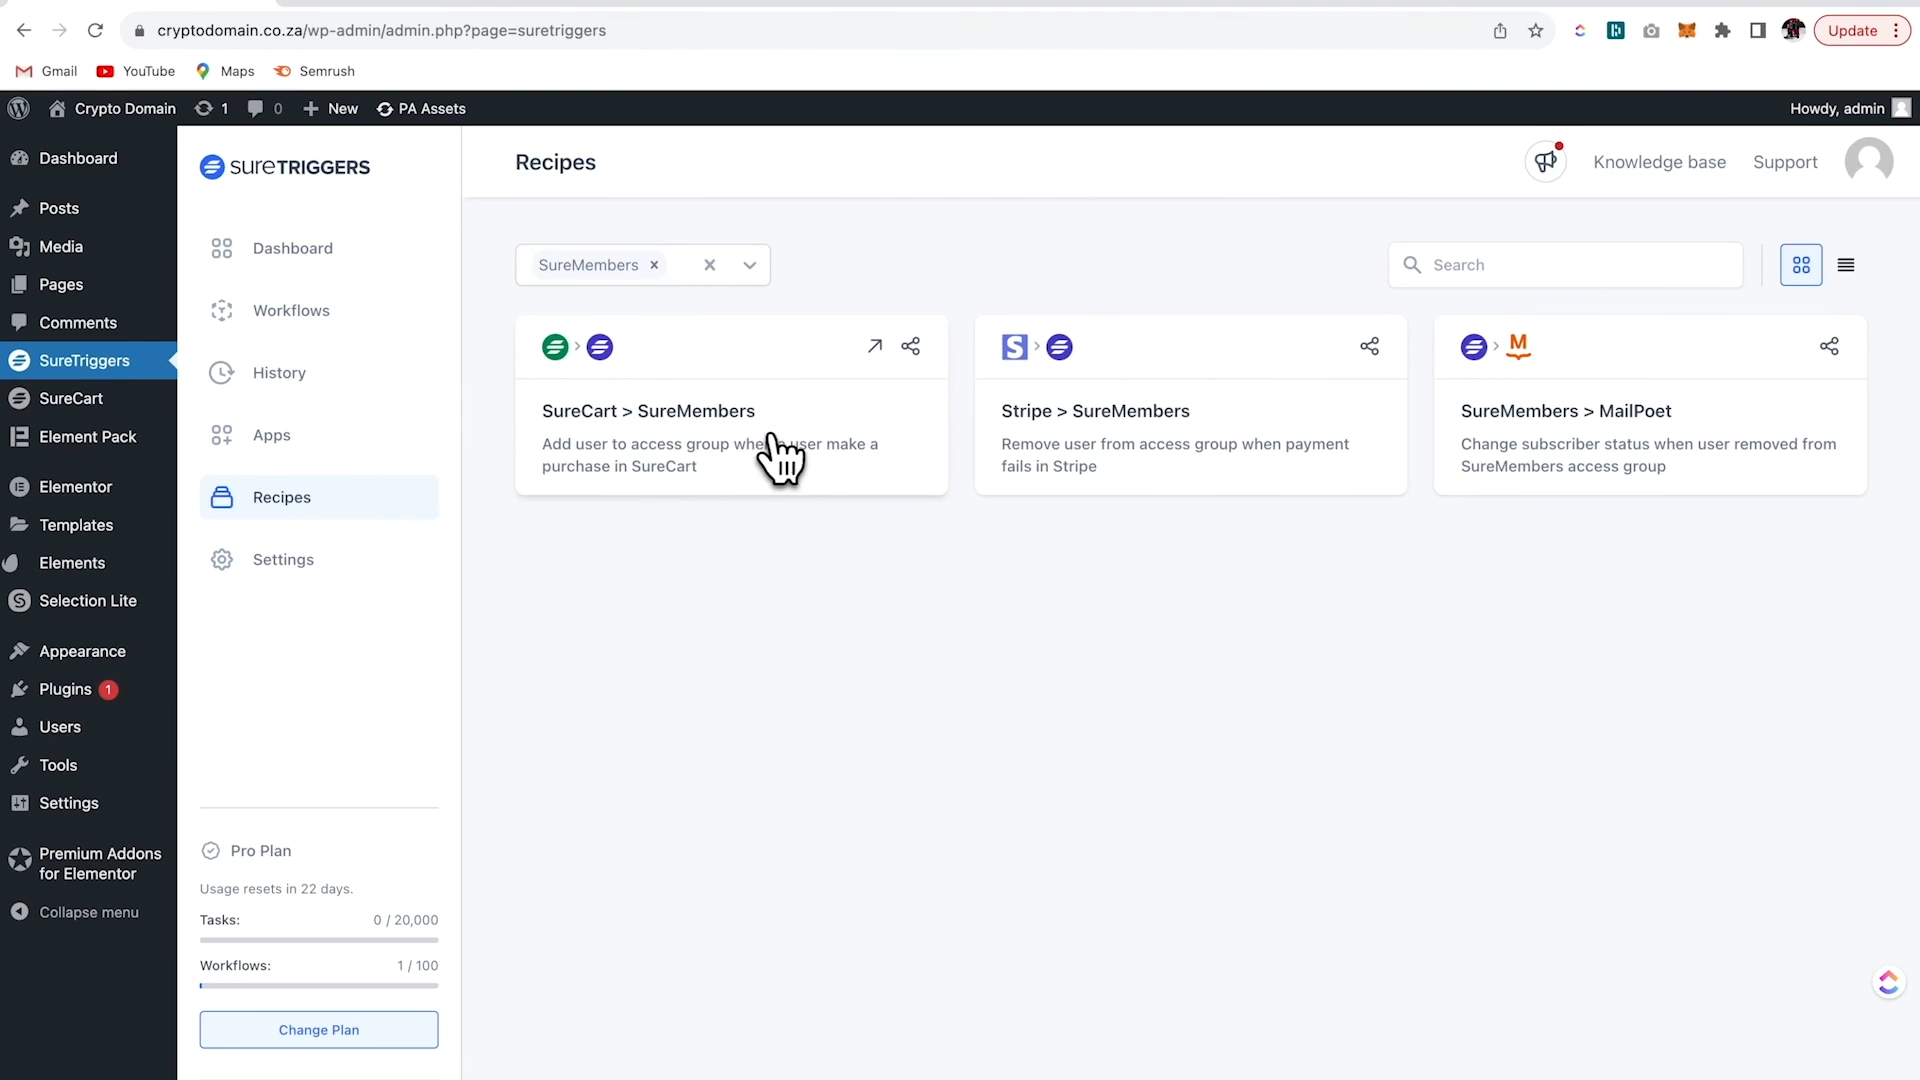 cryptodomain.co.za/wp-admin/admin.php?page=suretriggers
Update
Gmail
YouTube
Maps
Semrush
Crypto Domain
1
0
New
PA Assets
Howdy, admin
Dashboard
Posts
Media
Pages
Comments
SureTriggers
SureCart
Element Pack
Elementor
Templates
Elements
Selection Lite
Appearance
Plugins 1
Users
Tools
Settings
Premium Addons
for Elementor
Collapse menu
SURETRIGGERS
Dashboard
Workflows
History
Apps
Recipes
Settings
Pro Plan
Usage resets in 22 days.
Tasks: 0 / 20,000
Workflows: 1 / 100
Change Plan
Recipes
Knowledge base
Support
SureMembers
Search
SureCart > SureMembers
Add user to access group user make a
purchase in SureCart
S
Stripe > SureMembers
Remove user from access group when payment
fails in Stripe
M
SureMembers > MailPoet
Change subscriber status when user removed from
SureMembers access group